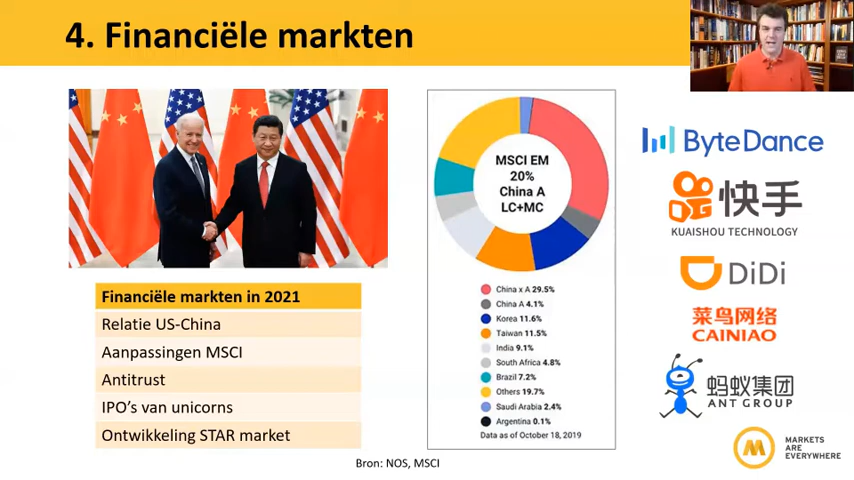 4. Financiële markten
MSCI EM
20%
China A
LC+MC
China x A 29.5%
China A 4.1%
Korea 11.6%
Taiwan 11.5%
India 9.1%
South Africa 4.8%
Brazil 7.2%
Others 19.7%
Saudi Arabia 2.4%
Argentina 0.1%
Data as of October 18, 2019
Financiële markten in 2021
Relatie US-China
Aanpassingen MSCI
Antitrust
IPO's van unicorns
Ontwikkeling STAR market
Bron: NOS, MSCI
ByteDance
快手
KUAISHOU TECHNOLOGY
DiDi
菜鸟网络
CAINIAO
蚂蚁集团
ANT GROUP
M
MARKETS
ARE
EVERYWHERE